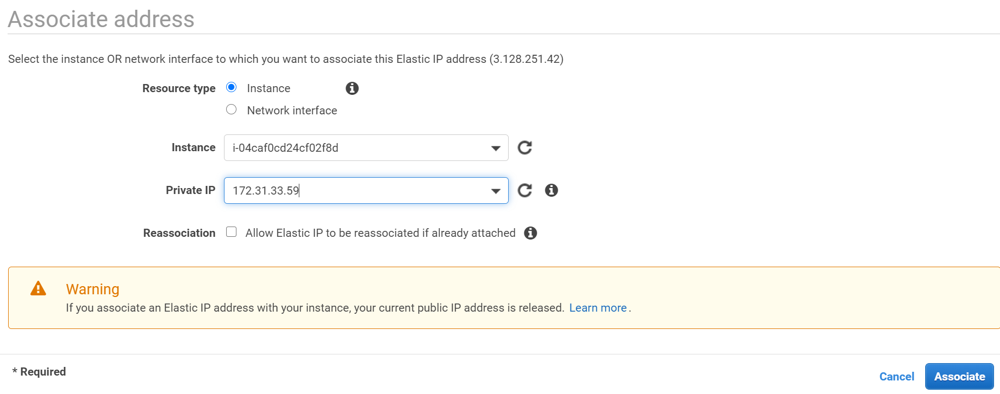 Associate address
Select the instance OR network interface to which you want to associate this Elastic IP address (3.128.251.42)
Resource type Instance
Network interface
Instance i-04caf0cd24cf02f8d
Private IP 172.31.33.59
Reassociation Allow Elastic IP to be reassociated if already attached
Warning
If you associate an Elastic IP address with your instance, your current public IP address is released. Learn more.
* Required
Cancel Associate